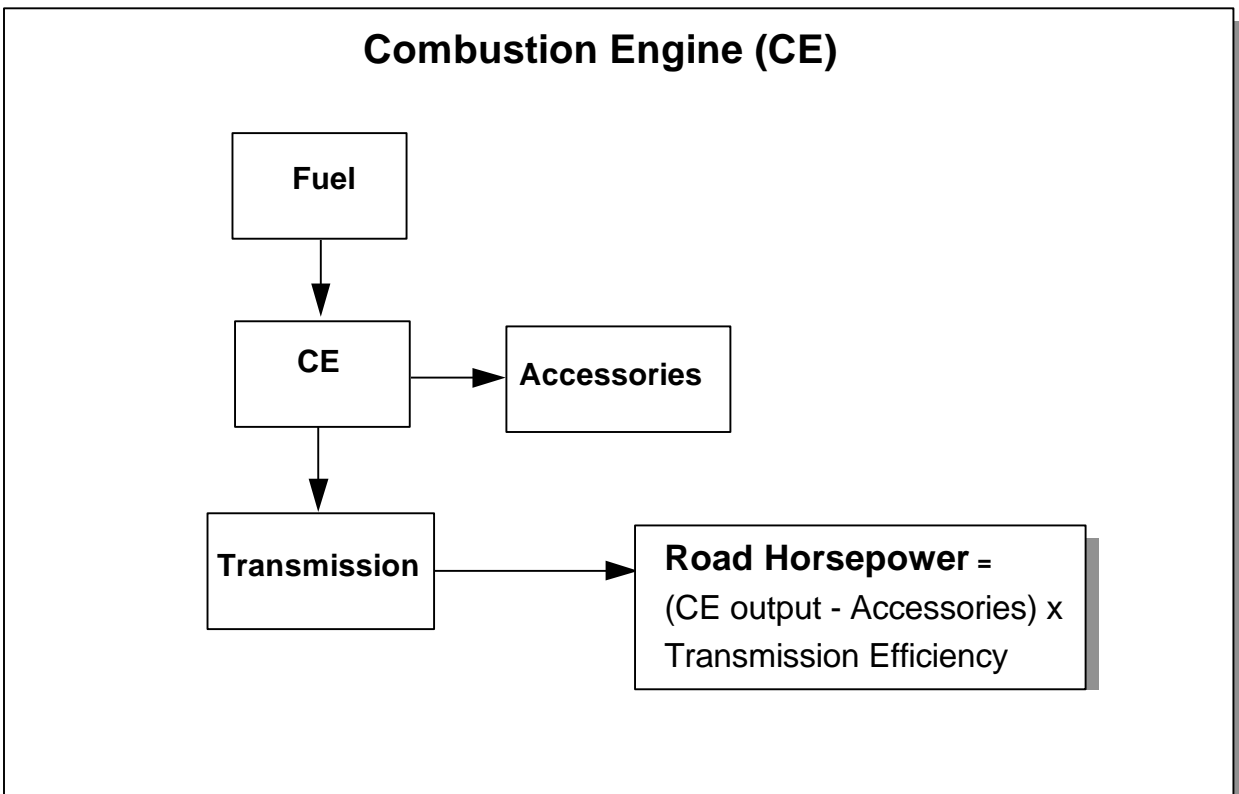 Combustion Engine (CE)
Fuel
CE
Accessories
Transmission
Road Horsepower =
(CE output - Accessories) x
Transmission Efficiency